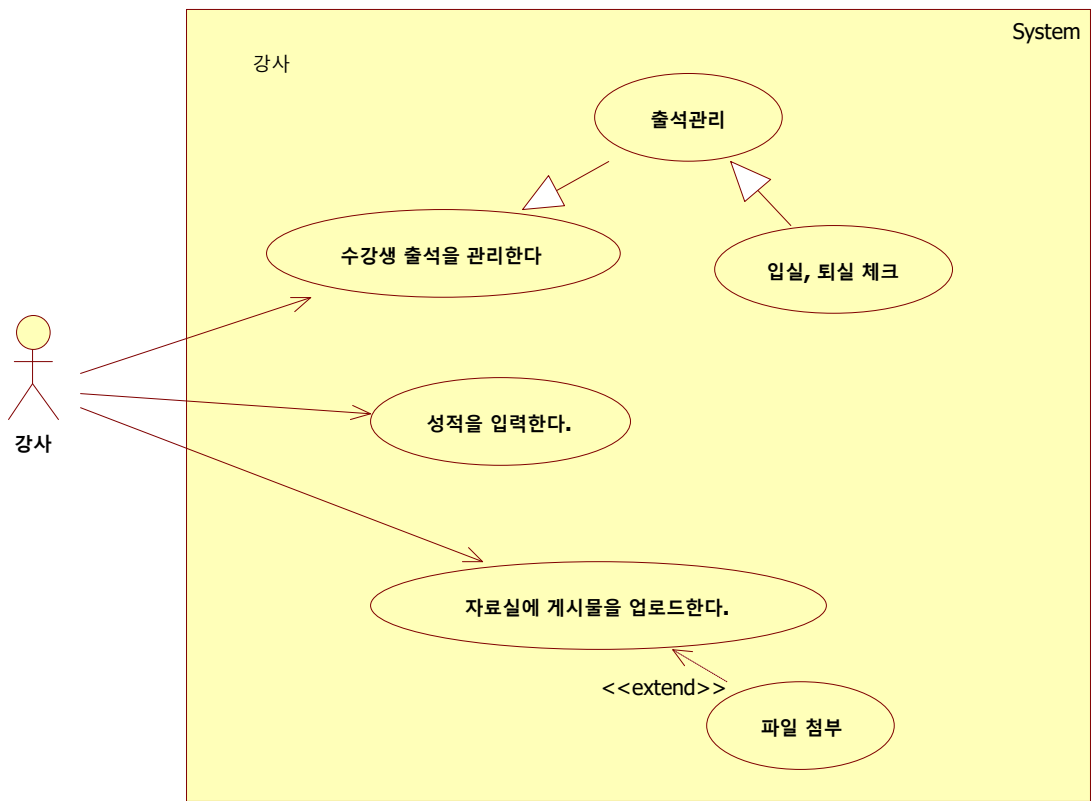 System
강사
출석관리
수강생 출석을 관리한다
입실, 퇴실 체크
성적을 입력한다.
강사
자료실에 게시물을 업로드한다.
<<extend>>
파일 첨부